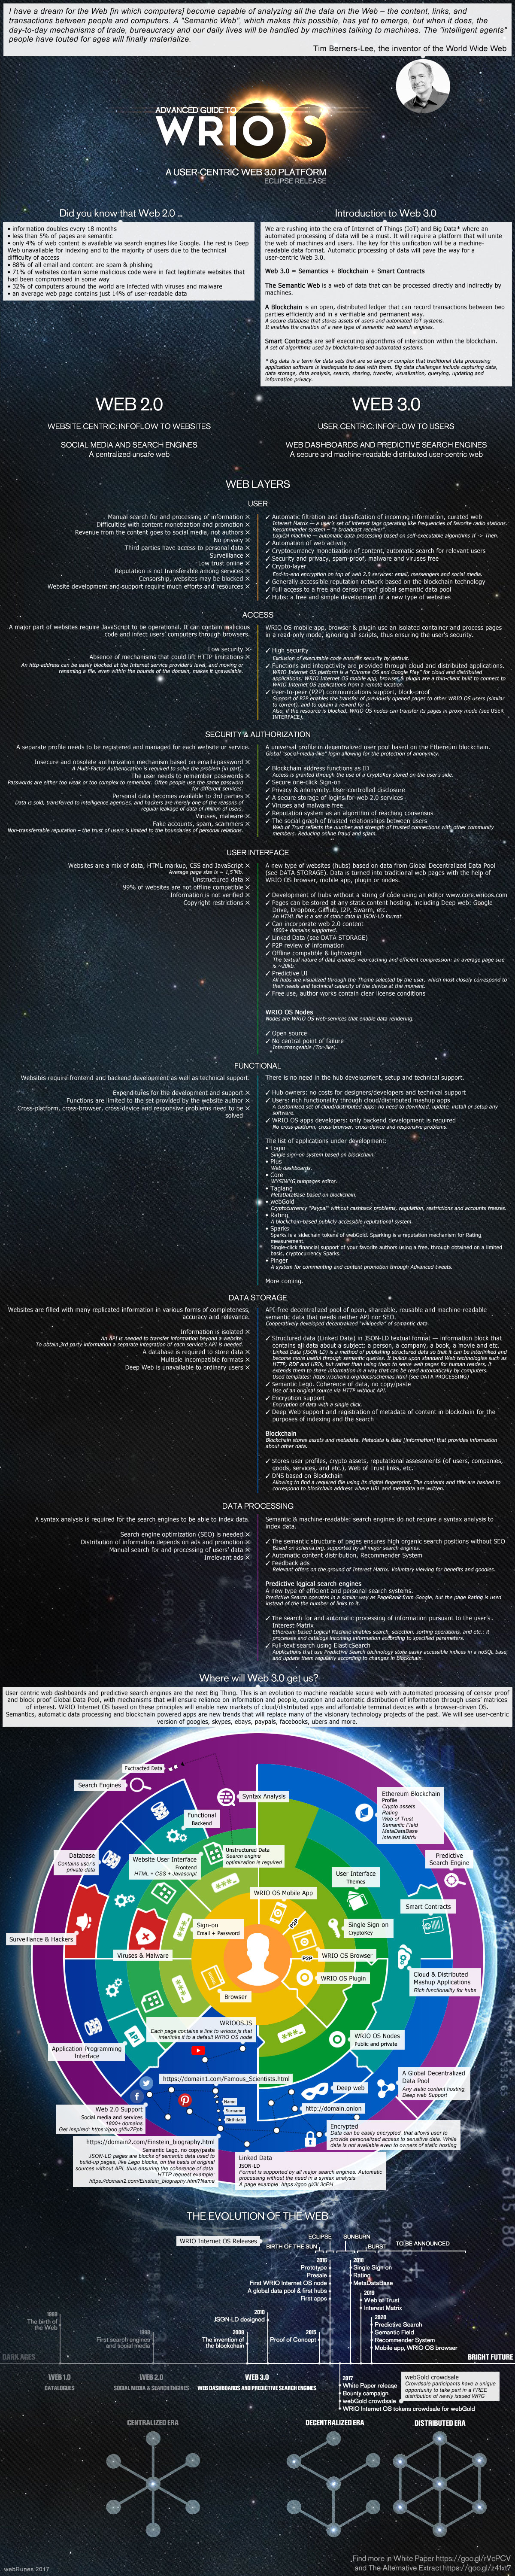 I have a dream for the Web [in which computers] become capable of analyzing all the data on the Web – the content, links, and
transactions between people and computers. A "Semantic Web", which makes this possible, has yet to merge, but when it does, the
day-to-day mechanisms of trade, bureaucracy and our daily lives will be handled by machines talking to machines. The "intelligent agents"
people have touted for ages will finally materialize.
Tim Berners-Lee, the inventor of the World Wide Web
ADVANCED GUIDE TO
WRIOS
A USER-CENTRIC WEB 3.0 PLATFORM
ECLIPSE RELEASE
Did you know that Web 2.0 ...
• information doubles every 18 months
• less than 5% of pages are semantic
• only 4% of web content is available via search engines like Google. The rest is Deep
Web unavailable for indexing and to the majority of users due to the technical
difficulty of access
• 88% of all email and content are spam & phishing
• 71% of websites contain some malicious code were in fact legitimate websites that
had been compromised in some way
• 32% of computers around the world are infected with viruses and malware
• an average web page contains just 14% of user-readable data
Introduction to Web 3.0
We are rushing into the era of Internet of Things (IoT) and Big Data* where an
automated processing of data will be a must. It will require a platform that will unite
the web of machines and users. The key for this unification will be a machine-
readable data format. Automatic processing of data will pave the way for a
user-centric Web 3.0.
Web 3.0 = Semantics + Blockchain + Smart Contracts
The Semantic Web is a web of data that can be processed directly and indirectly by
machines.
A Blockchain is an open, distributed ledger that can record transactions between two
parties efficiently and in a verifiable and permanent way.
A secure database that stores assets of users and automated IoT systems.
It enables the creation of a new type of semantic web search engines.
Smart Contracts are self executing algorithms of interaction within the blockchain.
A set of algorithms used by blockchain-based automated systems.
* Big data is a term for data sets that are so large or complex that traditional data processing
application software is inadequate to deal with them. Big data challenges include capturing data,
data storage, data analysis, search, sharing, transfer, visualization, querying, updating and
information privacy.
WEB 2.0
WEBSITE-CENTRIC: INFOFLOW TO WEBSITES
SOCIAL MEDIA AND SEARCH ENGINES
A centralized unsafe web
WEB 3.0
USER-CENTRIC: INFOFLOW TO USERS
WEB DASHBOARDS AND PREDICTIVE SEARCH ENGINES
A secure and machine-readable distributed user-centric web
WEB LAYERS
USER
Manual search for and processing of information ✕
Difficulties with content monetization and promotion ✕
Revenue from the content goes to social media, not authors ✕
No privacy ✕
Third parties have access to personal data ✕
Surveillance ✕
Low trust online ✕
Reputation is not transferable among services ✕
Censorship, websites may be blocked ✕
Website development and support require much efforts and resources ✕
✓ Automatic filtration and classification of incoming information, curated web
Interest Matrix — a user's set of interest tags operating like frequencies of favorite radio stations.
Recommender system – "a broadcast receiver".
Logical machine — automatic data processing based on self-executable algorithms If -> Then.
✓ Automation of web activity
✓ Cryptocurrency monetization of content, automatic search for relevant users
✓ Security and privacy, spam-proof, malware and viruses free
✓ Crypto-layer
End-to-end encryption on top of web 2.0 services: email, messengers and social media.
✓ Generally accessible reputation network based on the blockchain technology
✓ Full access to a free and censor-proof global semantic data pool
✓ Hubs: a free and simple development of a new type of websites
ACCESS
A major part of websites require JavaScript to be operational. It can contain malicious
code and infect users' computers through browsers.
Low security ✕
Absence of mechanisms that could lift HTTP limitations ✕
An http-address can be easily blocked at the Internet service provider's level, and moving or
renaming a file, even within the bounds of the domain, makes it unavailable.
WRIO OS mobile app, browser & plugin use an isolated container and process pages
in a read-only mode, ignoring all scripts, thus ensuring the user's security.
✓ High security
Exclusion of executable code ensures security by default.
✓ Functions and interactivity are provided through cloud and distributed applications.
WRIO Internet OS platform is a "Chrome OS and Google Play" for cloud and distributed
applications; WRIO Internet OS mobile app, browser & plugin are a thin-client built to connect to
WRIO Internet OS applications from a remote location.
✓ Peer-to-peer (P2P) communications support, block-proof
Support of P2P enables the transfer of previously opened pages to other WRIO OS users (similar
to torrent), and to obtain a reward for it.
Also, if the resource is blocked, WRIO OS nodes can transfer its pages in proxy mode (see USER
INTERFACE).
SECURITY & AUTHORIZATION
A separate profile needs to be registered and managed for each website or service.
Insecure and obsolete authorization mechanism based on email+password ✕
A Multi-Factor Authentication is required to solve the problem (in part).
The user needs to remember passwords ✕
Passwords are either too weak or too complex to remember. Often people use the same password
for different services.
Personal data becomes available to 3rd parties ✕
Data is sold, transferred to intelligence agencies, and hackers are merely one of the reasons of
regular leakage of data of million of users.
Viruses, malware ✕
Fake accounts, spam, scammers ✕
Non-transferable reputation – the trust of users is limited to the boundaries of personal relations.
A universal profile in decentralized user pool based on the Ethereum blockchain.
Global "social-media-like" login allowing for the protection of anonymity.
✓ Blockchain address functions as ID
Access is granted through the use of a CryptoKey stored on the user's side.
✓ Secure one-click Sign-on
✓ Privacy & anonymity. User-controlled disclosure
✓ A secure storage of logins for web 2.0 services
✓ Viruses and malware free
✓ Reputation system as an algorithm of reaching consensus
✓ The social graph of trusted relationships between Users
Web of Trust reflects the number and strength of trusted connections with other community
members. Reducing online fraud and spam.
USER INTERFACE
Websites are a mix of data, HTML markup, CSS and JavaScript ✕
Average page size is ~ 1,5 Mb.
Unstructured data ✕
99% of websites are not offline compatible ✕
Information is not verified ✕
Copyright restrictions ✕
A new type of websites (hubs) based on data from Global Decentralized Data Pool
(see DATA STORAGE). Data is turned into traditional web pages with the help of
WRIO OS browser, mobile app, plugin or nodes.
✓ Development of hubs without a string of code using an editor www.core.wrioos.com
✓ Pages can be stored at any static content hosting, including Deep web: Google
Drive, Dropbox, GitHub, I2P, Swarm, etc.
An HTML file is a set of static data in JSON-LD format.
✓ Can incorporate web 2.0 content
1800+ domains supported.
✓ Linked Data (see DATA STORAGE)
✓ P2P review of information
✓ Offline compatible & lightweight
The textual nature of data enables web-caching and efficient compression: an average page size
is ~20kb.
✓ Predictive UI
All hubs are visualized through the Theme selected by the user, which most closely correspond to
their needs and technical capacity of the device at the moment.
✓ Free use, author works contain clear license conditions
WRIO OS Nodes
Nodes are WRIO OS web-services that enable data rendering.
✓ Open source
✓ No central point of failure
Interchangeable (Tor-like).
FUNCTIONAL
Websites require frontend and backend development as well as technical support.
Expenditures for the development and support ✕
Functions are limited to the set provided by the website author ✕
Cross-platform, cross-browser, cross-device and responsive problems need to be ✕
solved
There is no need in the hub development, setup and technical support.
✓ Hub owners: no costs for designers/developers and technical support
✓ Users: rich functionality through cloud/distributed mashup apps
A customized set of cloud/distributed apps: no need to download, update, install or setup any
software.
✓ WRIO OS apps developers: only backend development is required
No cross-platform, cross-browser, cross-device and responsive problems.
The list of applications under development:
• Login
Single sign-on system based on blockchain.
• Plus
Web dashboards.
• Core
WYSIWYG hubpages editor.
• Taglang
MetaDataBase based on blockchain.
• webGold
Cryptocurrency "Paypal" without cashback problems, regulation, restrictions and accounts freezes.
• Rating
A blockchain-based publicly accessible reputational system.
• Sparks
Sparks is a sidechain tokens of webGold. Sparking is a reputation mechanism for Rating
measurement.
Single-click financial support of your favorite authors using a free, through obtained on a limited
basis, cryptocurrency Sparks.
• Pinger
A system for commenting and content promotion through Advanced tweets.
More coming.
DATA STORAGE
Websites are filled with many replicated information in various forms of completeness,
accuracy and relevance.
Information is isolated ✕
An API is needed to transfer information beyond a website.
To obtain 3rd party information a separate integration of each service's API is needed.
A database is required to store data ✕
Multiple incompatible formats ✕
Deep Web is unavailable to ordinary users ✕
API-free decentralized pool of open, shareable, reusable and machine-readable
semantic data that needs neither API nor SEO.
Cooperatively developed decentralized "wikipedia" of semantic data.
✓ Structured data (Linked Data) in JSON-LD textual format — information block that
contains all data about a subject: a person, a company, a book, a movie and etc.
Linked Data (JSON-LD) is a method of publishing structured data so that it can be interlinked and
become more useful through semantic queries. It builds upon standard Web technologies such as
HTTP, RDF and URIs, but rather than using them to serve web pages for human readers, it
extends them to share information in a way that can be read automatically by computers.
Used templates: https://schema.org/docs/schemas.html (see DATA PROCESSING)
✓ Semantic Lego. Coherence of data, no copy/paste
Use of an original source via HTTP without API.
✓ Encryption support
Encryption of data with a single click.
✓ Deep Web support and registration of metadata of content in blockchain for the
purposes of indexing and the search
Blockchain
Blockchain stores assets and metadata. Metadata is data [information] that provides information
about other data.
✓ Stores user profiles, crypto assets, reputational assessments (of users, companies,
goods, services, and etc.), Web of Trust links, etc.
✓ DNS based on Blockchain
Allowing to find a required file using its digital fingerprint. The contents and title are hashed to
correspond to blockchain address where URL and metadata are written.
DATA PROCESSING
A syntax analysis is required for the search engines to be able to index data.
Search engine optimization (SEO) is needed ✕
Distribution of information depends on ads and promotion ✕
Manual search for and processing of users' data ✕
Irrelevant ads ✕
Semantic & machine-readable: search engines do not require a syntax analysis to
index data.
✓ The semantic structure of pages ensures high organic search positions without SEO
Based on schema.org, supported by all major search engines.
✓ Automatic content distribution, Recommender System
✓ Feedback ads
Relevant offers on the ground of Interest Matrix. Voluntary viewing for benefits and goodies.
Predictive logical search engines
A new type of efficient and personal search systems.
Predictive Search operates in a similar way as PageRank from Google, but the page Rating is used
instead of the number of links to it.
✓ The search for and automatic processing of information pursuant to the user's
Interest Matrix
Ethereum-based Logical Machine enables search, selection, sorting operations, and etc.: it
processes and catalogs incoming information according to specified parameters.
✓ Full-text search using ElasticSearch
Applications that use Predictive Search technology store easily accessible indices in a noSQL base,
and update them regularly according to changes in blockchain.
Where will Web 3.0 get us?
User-centric web dashboards and predictive search engines are the next Big Thing. This is an evolution to machine-readable secure web with automated processing of censor-proof
and block-proof Global Data Pool, with mechanisms that will ensure reliability of information and people, curation and automatic distribution of information through users' matrices
of interest. WRIO Internet OS based on these principles will enable new markets of cloud/distributed apps and affordable terminal devices with a browser-driven OS.
Semantics, automatic data processing and blockchain powered apps are new trends that will replace many of the visionary technology projects of the past. We will see user-centric
version of googles, skypes, ebays, paypals, facebooks, ubers and more.
Exctracted Data
Search Engines
Syntax Analysis
Functional
Backend
Ethereum Blockchain
Profile
Crypto assets
Rating
Web of Trust
Semantic Field
MetaDataBase
Interest Matrix
Database
Contains user's
private data
Website User Interface
Frontend
HTML + CSS + Javascript
Unstructured Data
Search engine
optimization is required
Predictive
Search Engine
User Interface
Themes
WRIO OS Mobile App
Smart Contracts
Sign-on
Email + Password
P2P
Single Sign-on
CryptoKey
Surveillance & Hackers
Viruses & Malware
P2P
WRIO OS Browser
WRIO OS Plugin
Cloud & Distributed
Mashup Applications
Rich functionality for hubs
Browser
API
Application Programming
Interface
WRIOOS.JS
Each page contains a link to wrioos.js that
interlinks it to a default WRIO OS node
WRIO OS Nodes
Public and private
https://domain1.com/Famous_Scientists.html
Deep web
A Global Decentralized
Data Pool
Any static content hosting.
Deep web Support
Name
Surname
Birthdate
http://domain.onion
Web 2.0 Support
Social media and services
1800+ domains
Encrypted
Data can be easily encrypted, that allows user to
provide personalized access to sensative data. While
data is not available even to owners of static hosting
https://domain2.com/Einstein_biography.html
Semantic Lego, no copy/paste
JSON-LD pages are blocks of semantic data used to
build-up pages, like Lego blocks, on the basis of original
sources without API, thus ensuring the coherence of data.
HTTP request example:
https://domain2.com/Einstein_biography.html?Name
Linked Data
JSON-LD
Format is supported by all major search engines. Automatic
processing without the need in a syntax analysis
THE EVOLUTION OF THE WEB
WRIO Internet OS Releases
BIRTH OF THE SUN
ECLIPSE
SUNBURN
BURST
TO BE ANNOUNCED
2016
Prototype
Presale
First WRIO Internet OS node
A global data pool & first hubs
First apps
2018
Single Sign-on
Rating
MetaDataBase
2019
Web of Trust
Interest Matrix
2020
Predictive Search
Semantic Field
Recommender System
Mobile app, WRIO OS browser
1989
The birth of
the Web
1998
First search engine
and social media
2010
JSON-LD designed
2008
The invention of
the blockchain
2015
Proof of Concept
DARK AGES
BRIGHT FUTURE
WEB 1.0
CATALOGUES
WEB 2.0
SOCIAL MEDIA & SEARCH ENGINES
WEB 3.0
WEB DASHBOARDS AND PREDICTIVE SEARCH ENGINES
2017
White Paper release
Bounty campaign
webGold crowdsale
WRIO Internet OS tokens crowdsale for webGold
webGold crowdsale
Crowdsale participants have a unique
opportunity to take part in a FREE
distribution of newly issued WRG
CENTRALIZED ERA
DECENTRALIZED ERA
DISTRIBUTED ERA
webRunes 2017
Find more in White Paper https://goo.gl/rVcPCV
and The Alternative Extract https://goo.gl/z41xt7